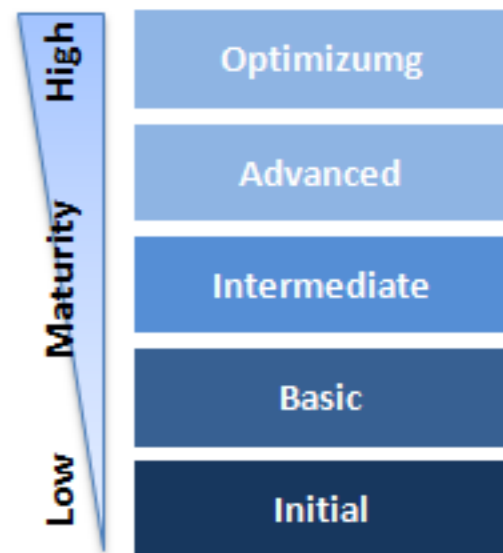 High
Maturity
Low
Optimizumg
Advanced
Intermediate
Basic
Initial